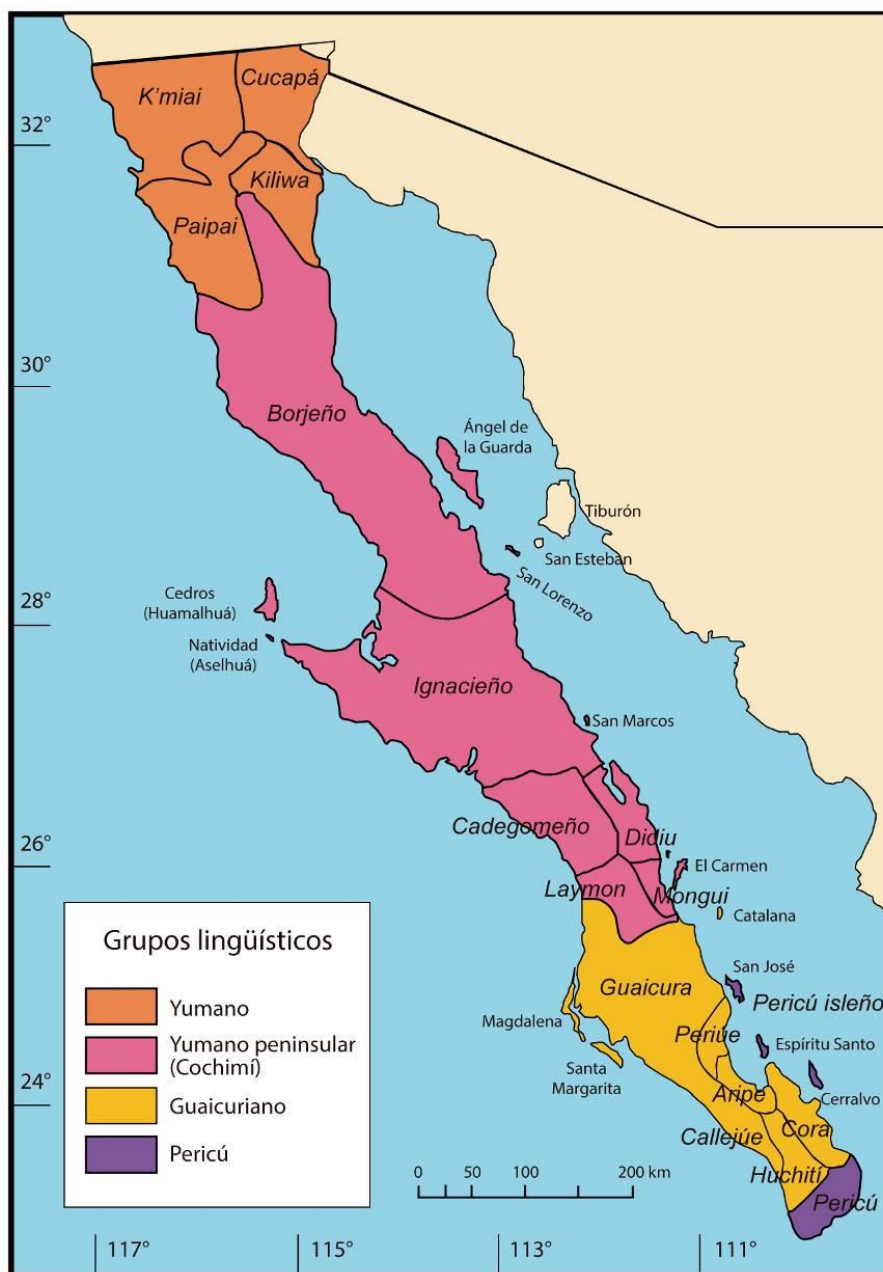 Cucapá
K’miai
32°
Kiliwa
Paipai
30°
Borjeño
Ángel de
la Guarda
Tiburón
San Esteban
San Lorenzo
Cedros
(Huamalhuá)
28°
Natividad
(Aselhuá)
Ignacieño
San Marcos
Cadegomeño
Didiu
26°
El Carmen
Laymon
Mongui
Catalana
Grupos lingüísticos
Yumano
Yumano peninsular
(Cochimí)
Guaicuriano
Pericú
San José
Guaicura
Pericú isleño
Magdalena
Periúe
Espíritu Santo
Santa
Margarita
24°
Aripe
Cerralvo
Callejúe
Cora
Huchití
Pericú
0 50 100 200 km
117° 115° 113° 111°